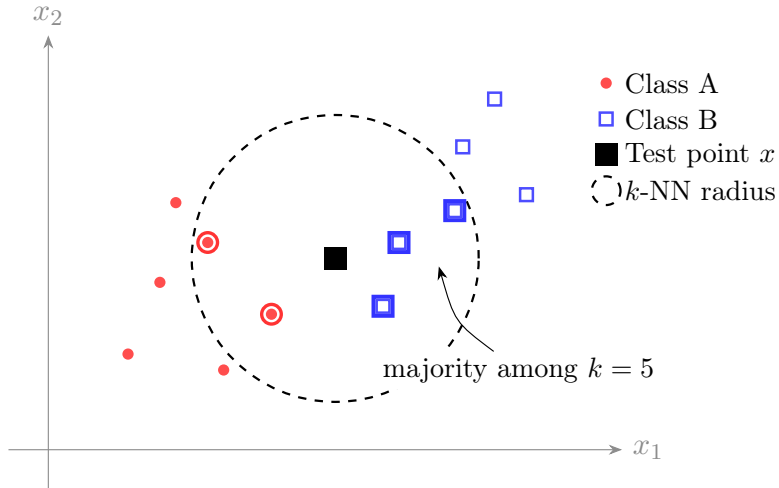 x₂
Class A
Class B
Test point x
k-NN radius
majority among k = 5
x₁